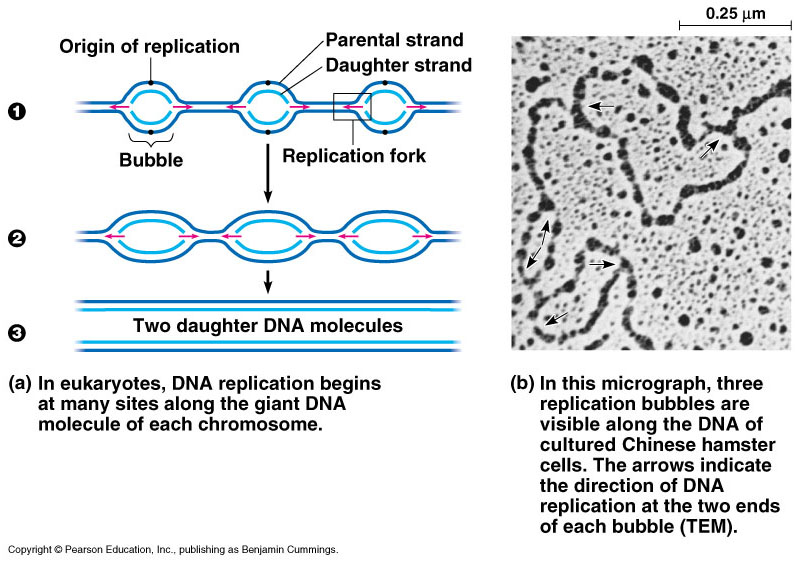 0.25 μm
Origin of replication
Parental strand
Daughter strand
1
Bubble
Replication fork
2
3
Two daughter DNA molecules
(a) In eukaryotes, DNA replication begins
at many sites along the giant DNA
molecule of each chromosome.
(b) In this micrograph, three
replication bubbles are
visible along the DNA of
cultured Chinese hamster
cells. The arrows indicate
the direction of DNA
replication at the two ends
of each bubble (TEM).
Copyright © Pearson Education, Inc., publishing as Benjamin Cummings.